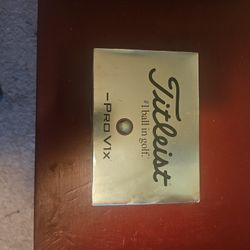 Titleist®
#1 ball in golf.
–PRO V1x